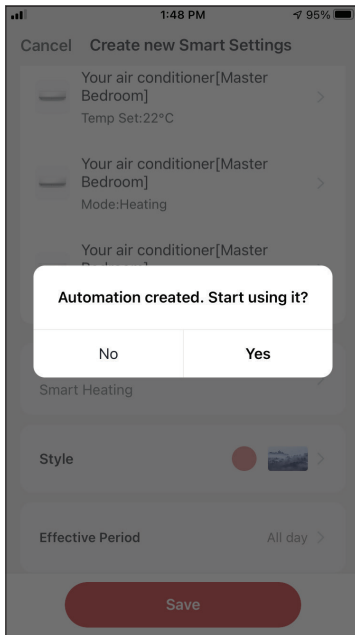 1:48 PM
95%
Cancel Create new Smart Settings
Your air conditioner[Master
Bedroom]
Temp Set:22°C
Your air conditioner[Master
Bedroom]
Mode:Heating
Your air conditioner[Master
Automation created. Start using it?
No Yes
Smart Heating
Style
Effective Period All day
Save